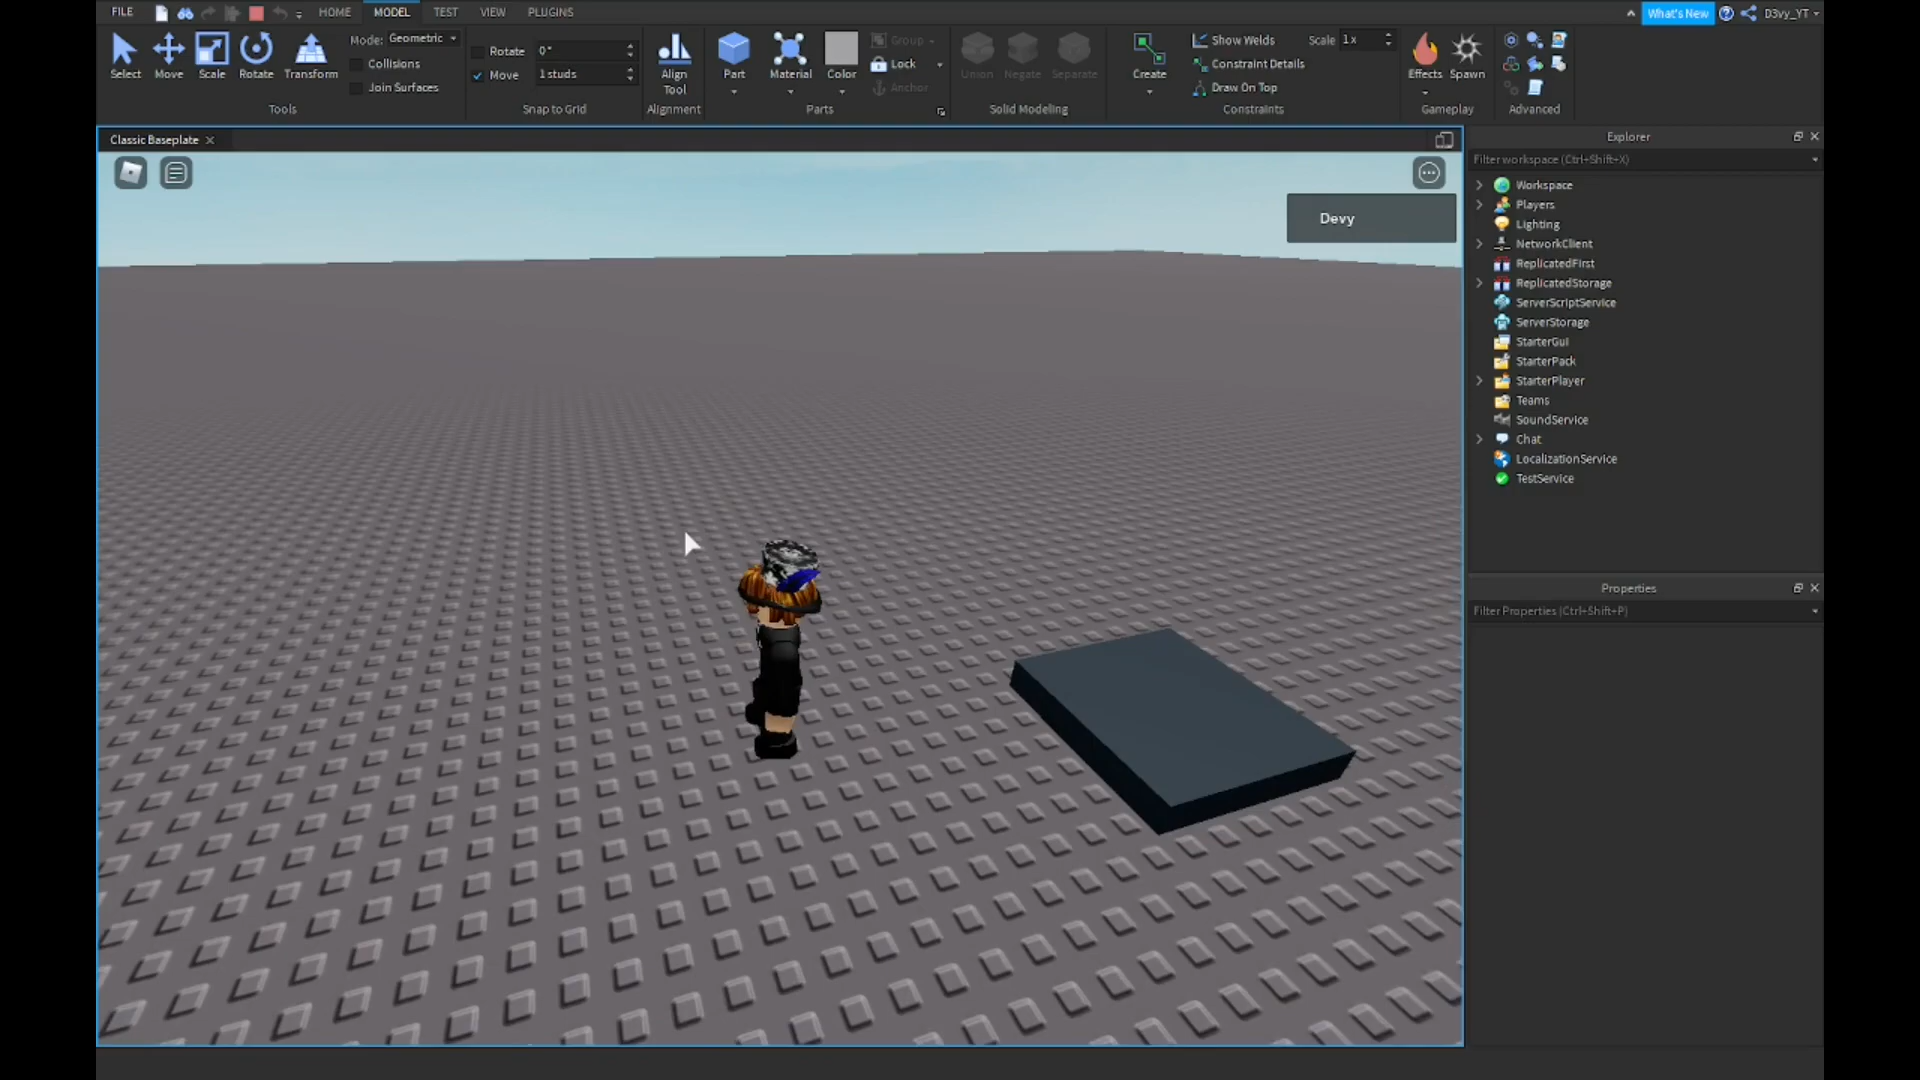 FILE HOME MODEL TEST VIEW PLUGINS What's New D3vy_YT
Mode: Geometric Rotate 0° Group Show Welds Scale 1x
Collisions Lock Constraint Details
Select Move Scale Rotate Transform Move 1 studs Align Part Material Color Union Negate Separate Create Effects Spawn
Join Surfaces Tool Anchor Draw On Top
Tools Snap to Grid Alignment Parts Solid Modeling Constraints Gameplay Advanced
Classic Baseplate Explorer
Filter workspace (Ctrl+Shift+X)
Workspace
Players
Devy
Lighting
NetworkClient
ReplicatedFirst
ReplicatedStorage
ServerScriptService
ServerStorage
StarterGui
StarterPack
StarterPlayer
Teams
SoundService
Chat
LocalizationService
TestService
Properties
Filter Properties (Ctrl+Shift+P)